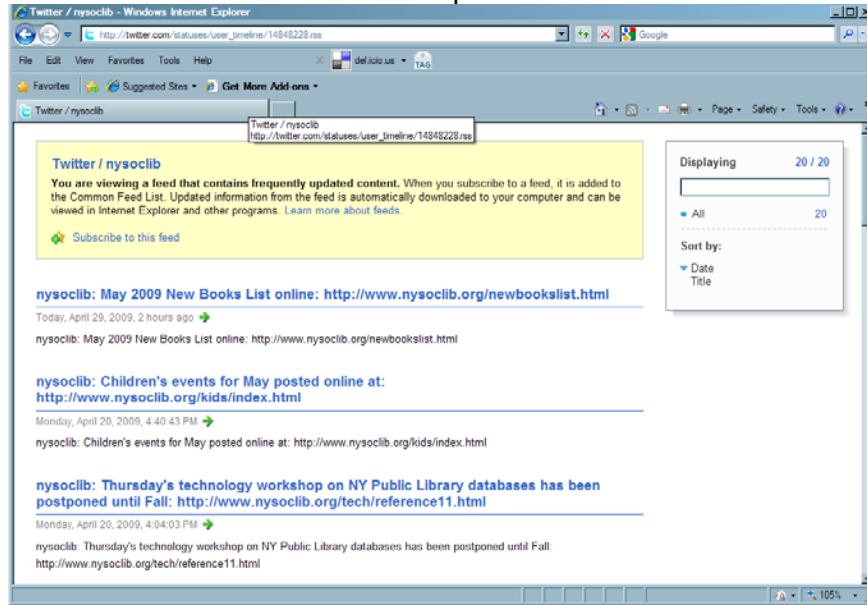 Twitter / nysoclib - Windows Internet Explorer
http://twitter.com/statuses/user_timeline/14848228.rss
Google
File Edit View Favorites Tools Help
del.icio.us
TAG
Favorites
Suggested Sites
Get More Add-ons
Twitter / nysoclib
Page Safety Tools
Twitter / nysoclib
http://twitter.com/statuses/user_timeline/14848228.rss
Twitter / nysoclib
You are viewing a feed that contains frequently updated content. When you subscribe to a feed, it is added to
the Common Feed List. Updated information from the feed is automatically downloaded to your computer and can be
viewed in Internet Explorer and other programs. Learn more about feeds.
Subscribe to this feed
Displaying 20 / 20
All 20
Sort by:
Date
Title
nysoclib: May 2009 New Books List online: http://www.nysoclib.org/newbookslist.html
Today, April 29, 2009, 2 hours ago
nysoclib: May 2009 New Books List online: http://www.nysoclib.org/newbookslist.html
nysoclib: Children's events for May posted online at:
http://www.nysoclib.org/kids/index.html
Monday, April 20, 2009, 4:40:43 PM
nysoclib: Children's events for May posted online at: http://www.nysoclib.org/kids/index.html
nysoclib: Thursday's technology workshop on NY Public Library databases has been
postponed until Fall: http://www.nysoclib.org/tech/reference11.html
Monday, April 20, 2009, 4:04:03 PM
nysoclib: Thursday's technology workshop on NY Public Library databases has been postponed until Fall:
http://www.nysoclib.org/tech/reference11.html
105%